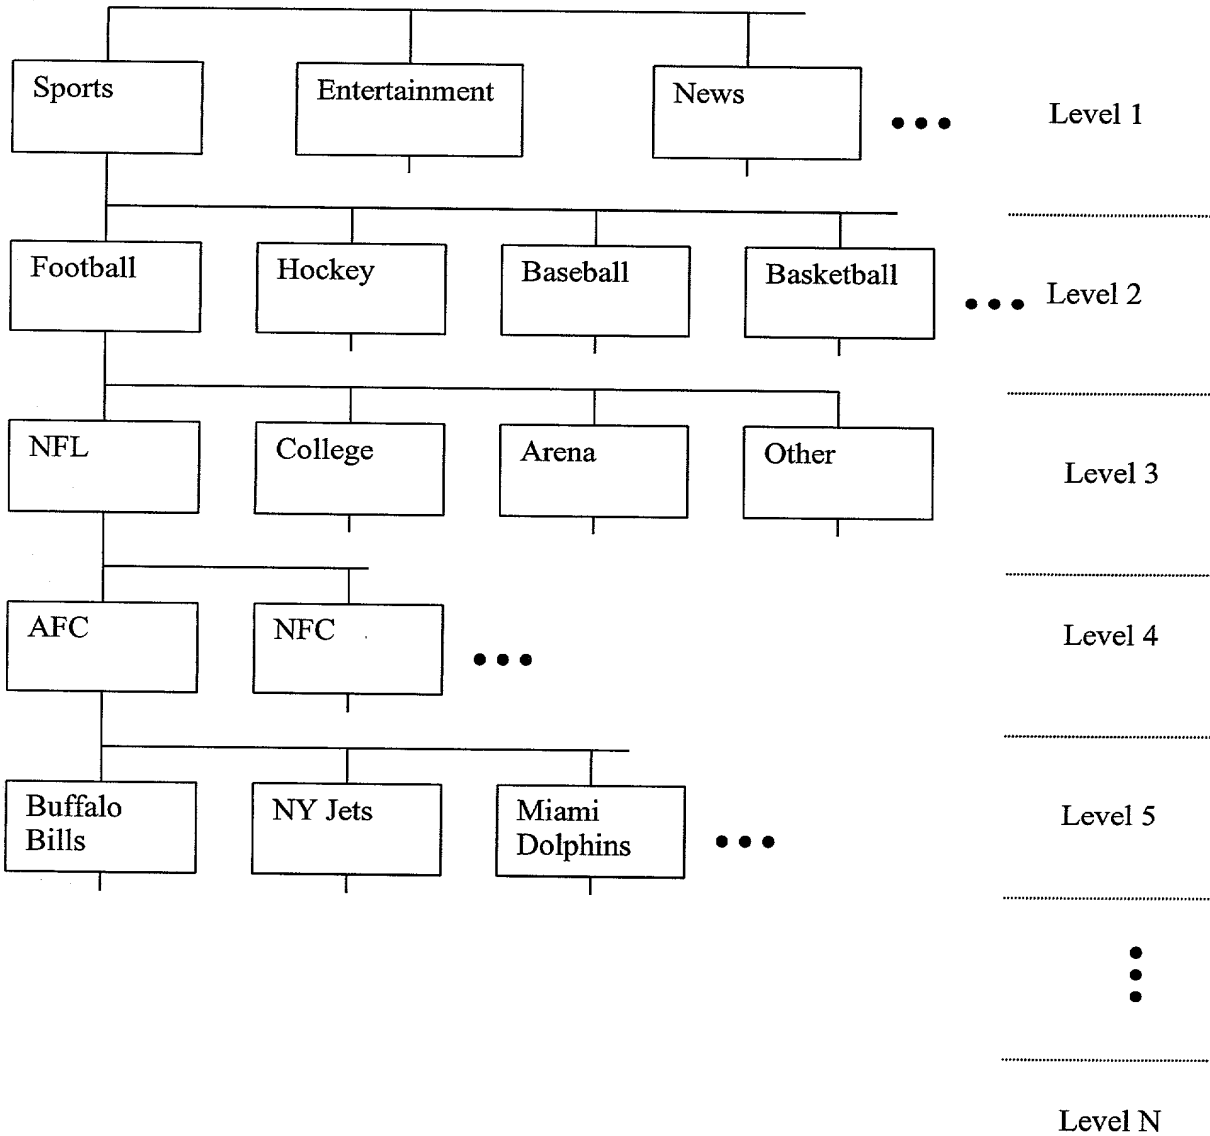 Sports
Entertainment
News
Level 1
Football
Hockey
Baseball
Basketball
Level 2
NFL
College
Arena
Other
Level 3
AFC
NFC
Level 4
Buffalo
Bills
NY Jets
Miami
Dolphins
Level 5
Level N